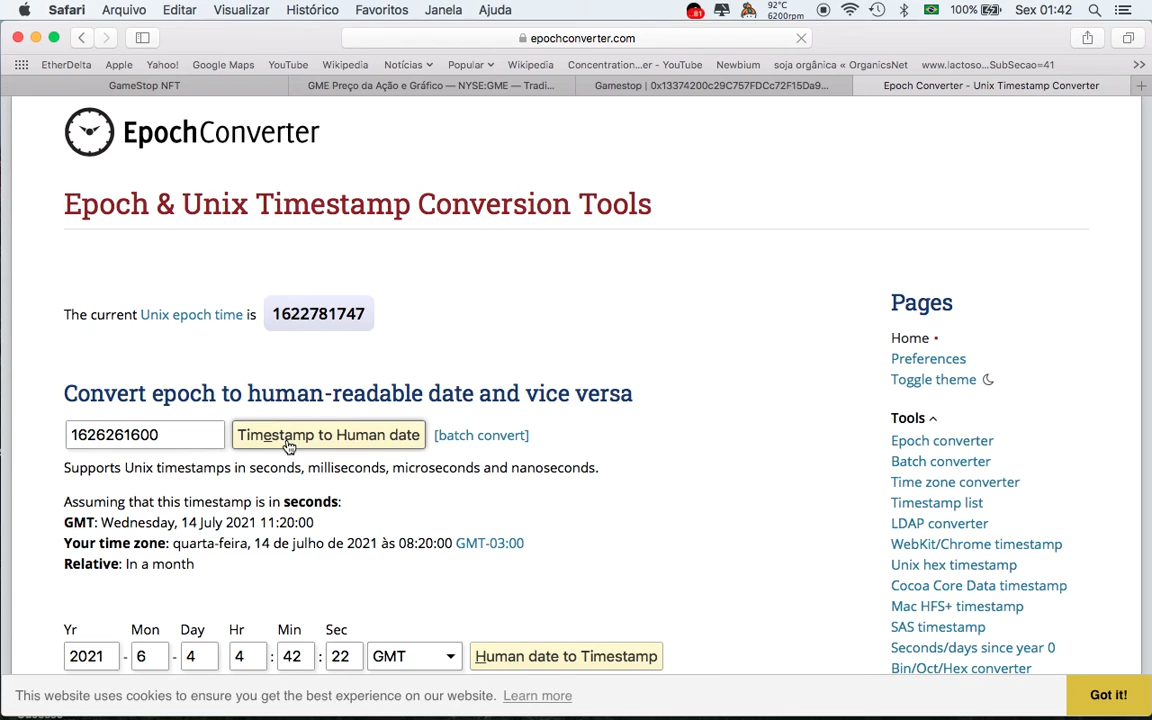 Safari Arquivo Editar Visualizar Histórico Favoritos Janela Ajuda 92°C 6200rpm 100% Sex 01:42
epochconverter.com
EtherDelta Apple Yahoo! Google Maps YouTube Wikipedia Notícias Popular Wikipedia Concentration...er - YouTube Newbium soja orgânica « OrganicsNet www.lactoso...SubSecao=41 >>
GameStop NFT GME Preço da Ação e Gráfico — NYSE:GME — Tradi... Gamestop | 0x13374200c29C757FDCc72F15Da9... Epoch Converter - Unix Timestamp Converter +
EpochConverter
Epoch & Unix Timestamp Conversion Tools
The current Unix epoch time is 1622781747
Convert epoch to human-readable date and vice versa
1626261600 Timestamp to Human date [batch convert]
Supports Unix timestamps in seconds, milliseconds, microseconds and nanoseconds.
Assuming that this timestamp is in seconds:
GMT: Wednesday, 14 July 2021 11:20:00
Your time zone: quarta-feira, 14 de julho de 2021 às 08:20:00 GMT-03:00
Relative: In a month
Yr Mon Day Hr Min Sec
2021 - 6 - 4 4 : 42 : 22 GMT Human date to Timestamp
Pages
Home •
Preferences
Toggle theme
Tools
Epoch converter
Batch converter
Time zone converter
Timestamp list
LDAP converter
WebKit/Chrome timestamp
Unix hex timestamp
Cocoa Core Data timestamp
Mac HFS+ timestamp
SAS timestamp
Seconds/days since year 0
Bin/Oct/Hex converter
This website uses cookies to ensure you get the best experience on our website. Learn more
Got it!